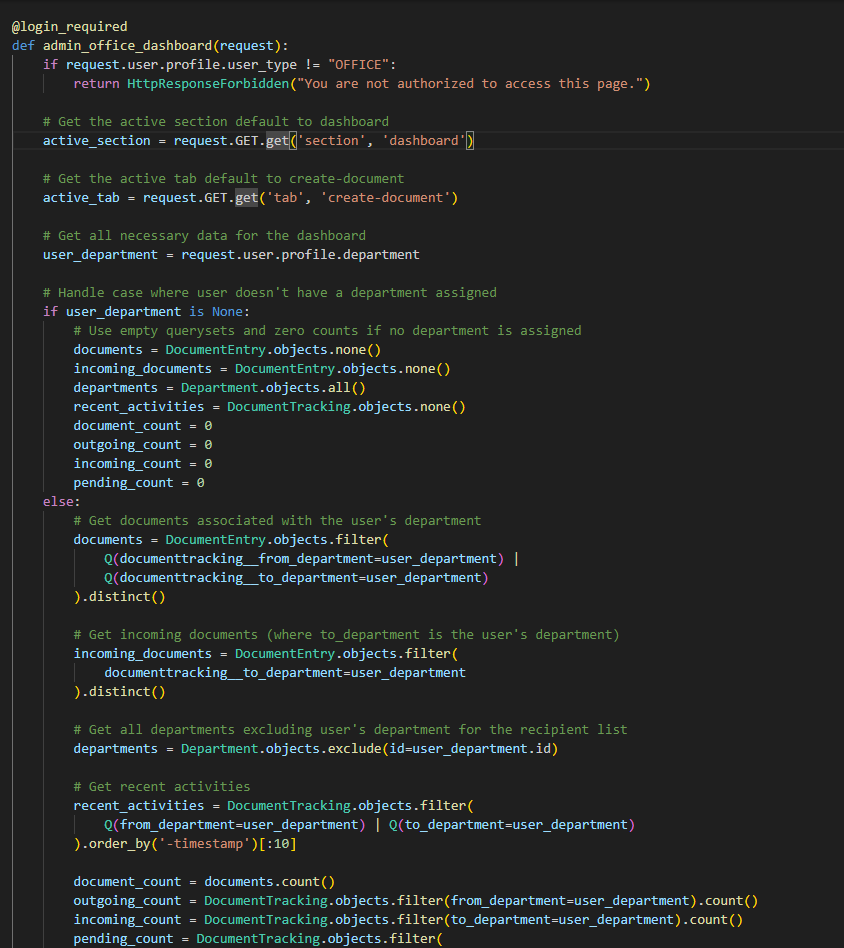 @login_required
def admin_office_dashboard(request):
    if request.user.profile.user_type != "OFFICE":
        return HttpResponseForbidden("You are not authorized to access this page.")

    # Get the active section default to dashboard
    active_section = request.GET.get('section', 'dashboard')

    # Get the active tab default to create-document
    active_tab = request.GET.get('tab', 'create-document')

    # Get all necessary data for the dashboard
    user_department = request.user.profile.department

    # Handle case where user doesn't have a department assigned
    if user_department is None:
        # Use empty querysets and zero counts if no department is assigned
        documents = DocumentEntry.objects.none()
        incoming_documents = DocumentEntry.objects.none()
        departments = Department.objects.all()
        recent_activities = DocumentTracking.objects.none()
        document_count = 0
        outgoing_count = 0
        incoming_count = 0
        pending_count = 0
    else:
        # Get documents associated with the user's department
        documents = DocumentEntry.objects.filter(
            Q(documenttracking__from_department=user_department) |
            Q(documenttracking__to_department=user_department)
        ).distinct()

        # Get incoming documents (where to_department is the user's department)
        incoming_documents = DocumentEntry.objects.filter(
            documenttracking__to_department=user_department
        ).distinct()

        # Get all departments excluding user's department for the recipient list
        departments = Department.objects.exclude(id=user_department.id)

        # Get recent activities
        recent_activities = DocumentTracking.objects.filter(
            Q(from_department=user_department) | Q(to_department=user_department)
        ).order_by('-timestamp')[:10]

        document_count = documents.count()
        outgoing_count = DocumentTracking.objects.filter(from_department=user_department).count()
        incoming_count = DocumentTracking.objects.filter(to_department=user_department).count()
        pending_count = DocumentTracking.objects.filter(